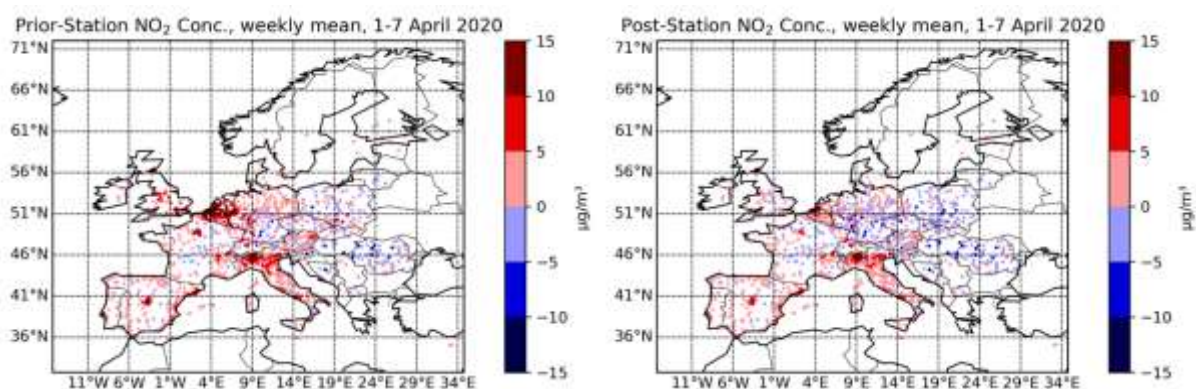 Prior-Station NO₂ Conc., weekly mean, 1-7 April 2020
71°N
66°N
61°N
56°N
51°N
46°N
41°N
36°N
11°W 6°W 1°W 4°E 9°E 14°E 19°E 24°E 29°E 34°E
15
10
5
0
−5
−10
−15
µg/m³
Post-Station NO₂ Conc., weekly mean, 1-7 April 2020
71°N
66°N
61°N
56°N
51°N
46°N
41°N
36°N
11°W 6°W 1°W 4°E 9°E 14°E 19°E 24°E 29°E 34°E
15
10
5
0
−5
−10
−15
µg/m³